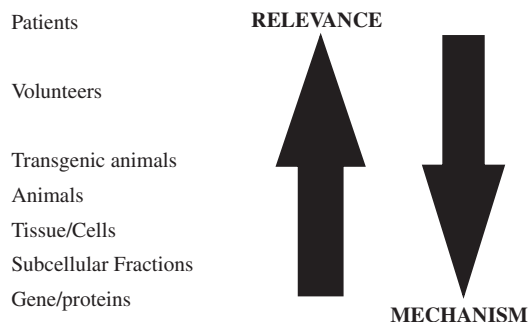 Patients
RELEVANCE
Volunteers
Transgenic animals
Animals
Tissue/Cells
Subcellular Fractions
Gene/proteins
MECHANISM